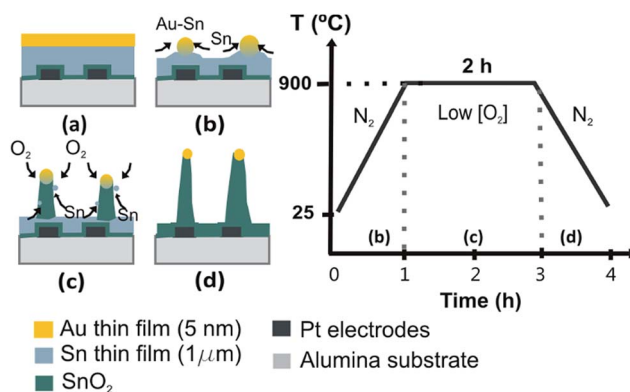 (a)
Au-Sn
Sn
(b)
O₂ O₂
Sn Sn
(c)
(d)
T (ºC)
900
2 h
N₂
Low [O₂]
N₂
25
(b) (c) (d)
0 1 2 3 4
Time (h)
Au thin film (5 nm)
Sn thin film (1μm)
SnO₂
Pt electrodes
Alumina substrate